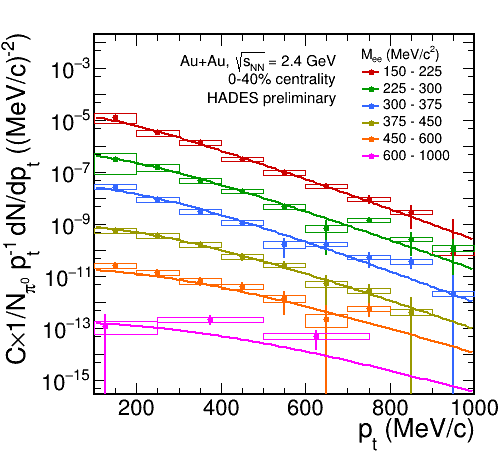 Au+Au, √s_NN = 2.4 GeV
0-40% centrality
HADES preliminary
M_ee (MeV/c²)
150 - 225
225 - 300
300 - 375
375 - 450
450 - 600
600 - 1000
C×1/N_π⁰ p_t⁻¹ dN/dp_t ((MeV/c)⁻²)
10⁻³
10⁻⁵
10⁻⁷
10⁻⁹
10⁻¹¹
10⁻¹³
10⁻¹⁵
200 400 600 800 1000
p_t (MeV/c)